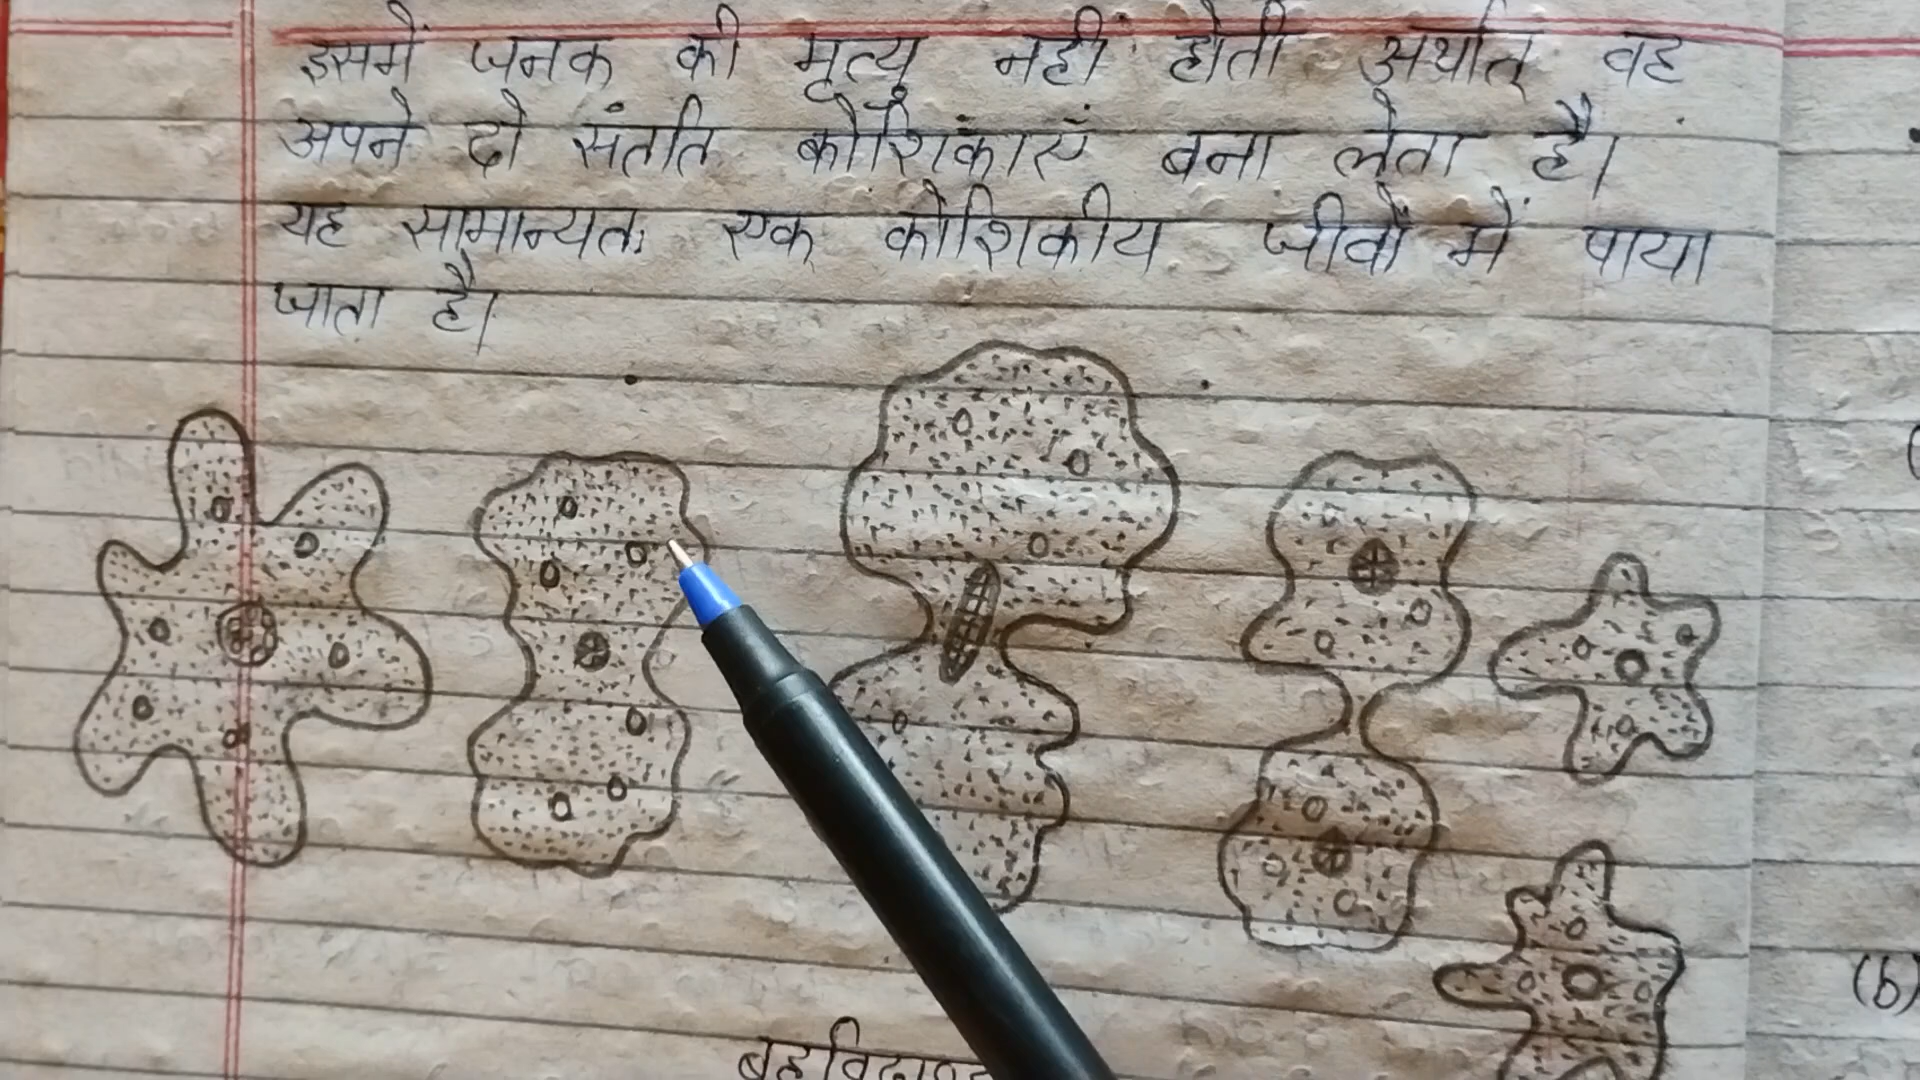 इसमें जनक की मृत्यु नही होती अर्थात् वह
अपने दो संतति कोशिकाएँ बना लेता है।
यह सामान्यतः एक कोशिकीय जीवों में पाया
जाता है।
(b)